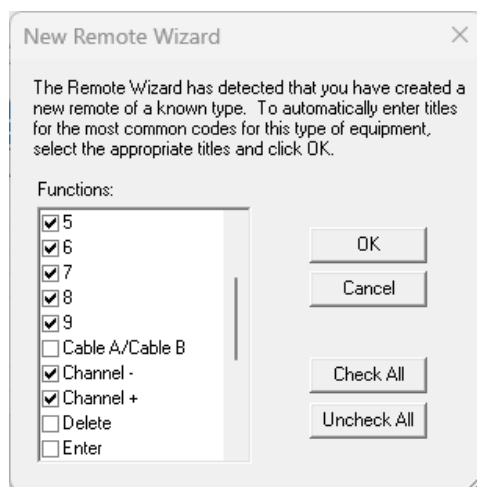 New Remote Wizard
The Remote Wizard has detected that you have created a
new remote of a known type. To automatically enter titles
for the most common codes for this type of equipment,
select the appropriate titles and click OK.
Functions:
5
6
7
8
9
Cable A/Cable B
Channel -
Channel +
Delete
Enter
OK
Cancel
Check All
Uncheck All